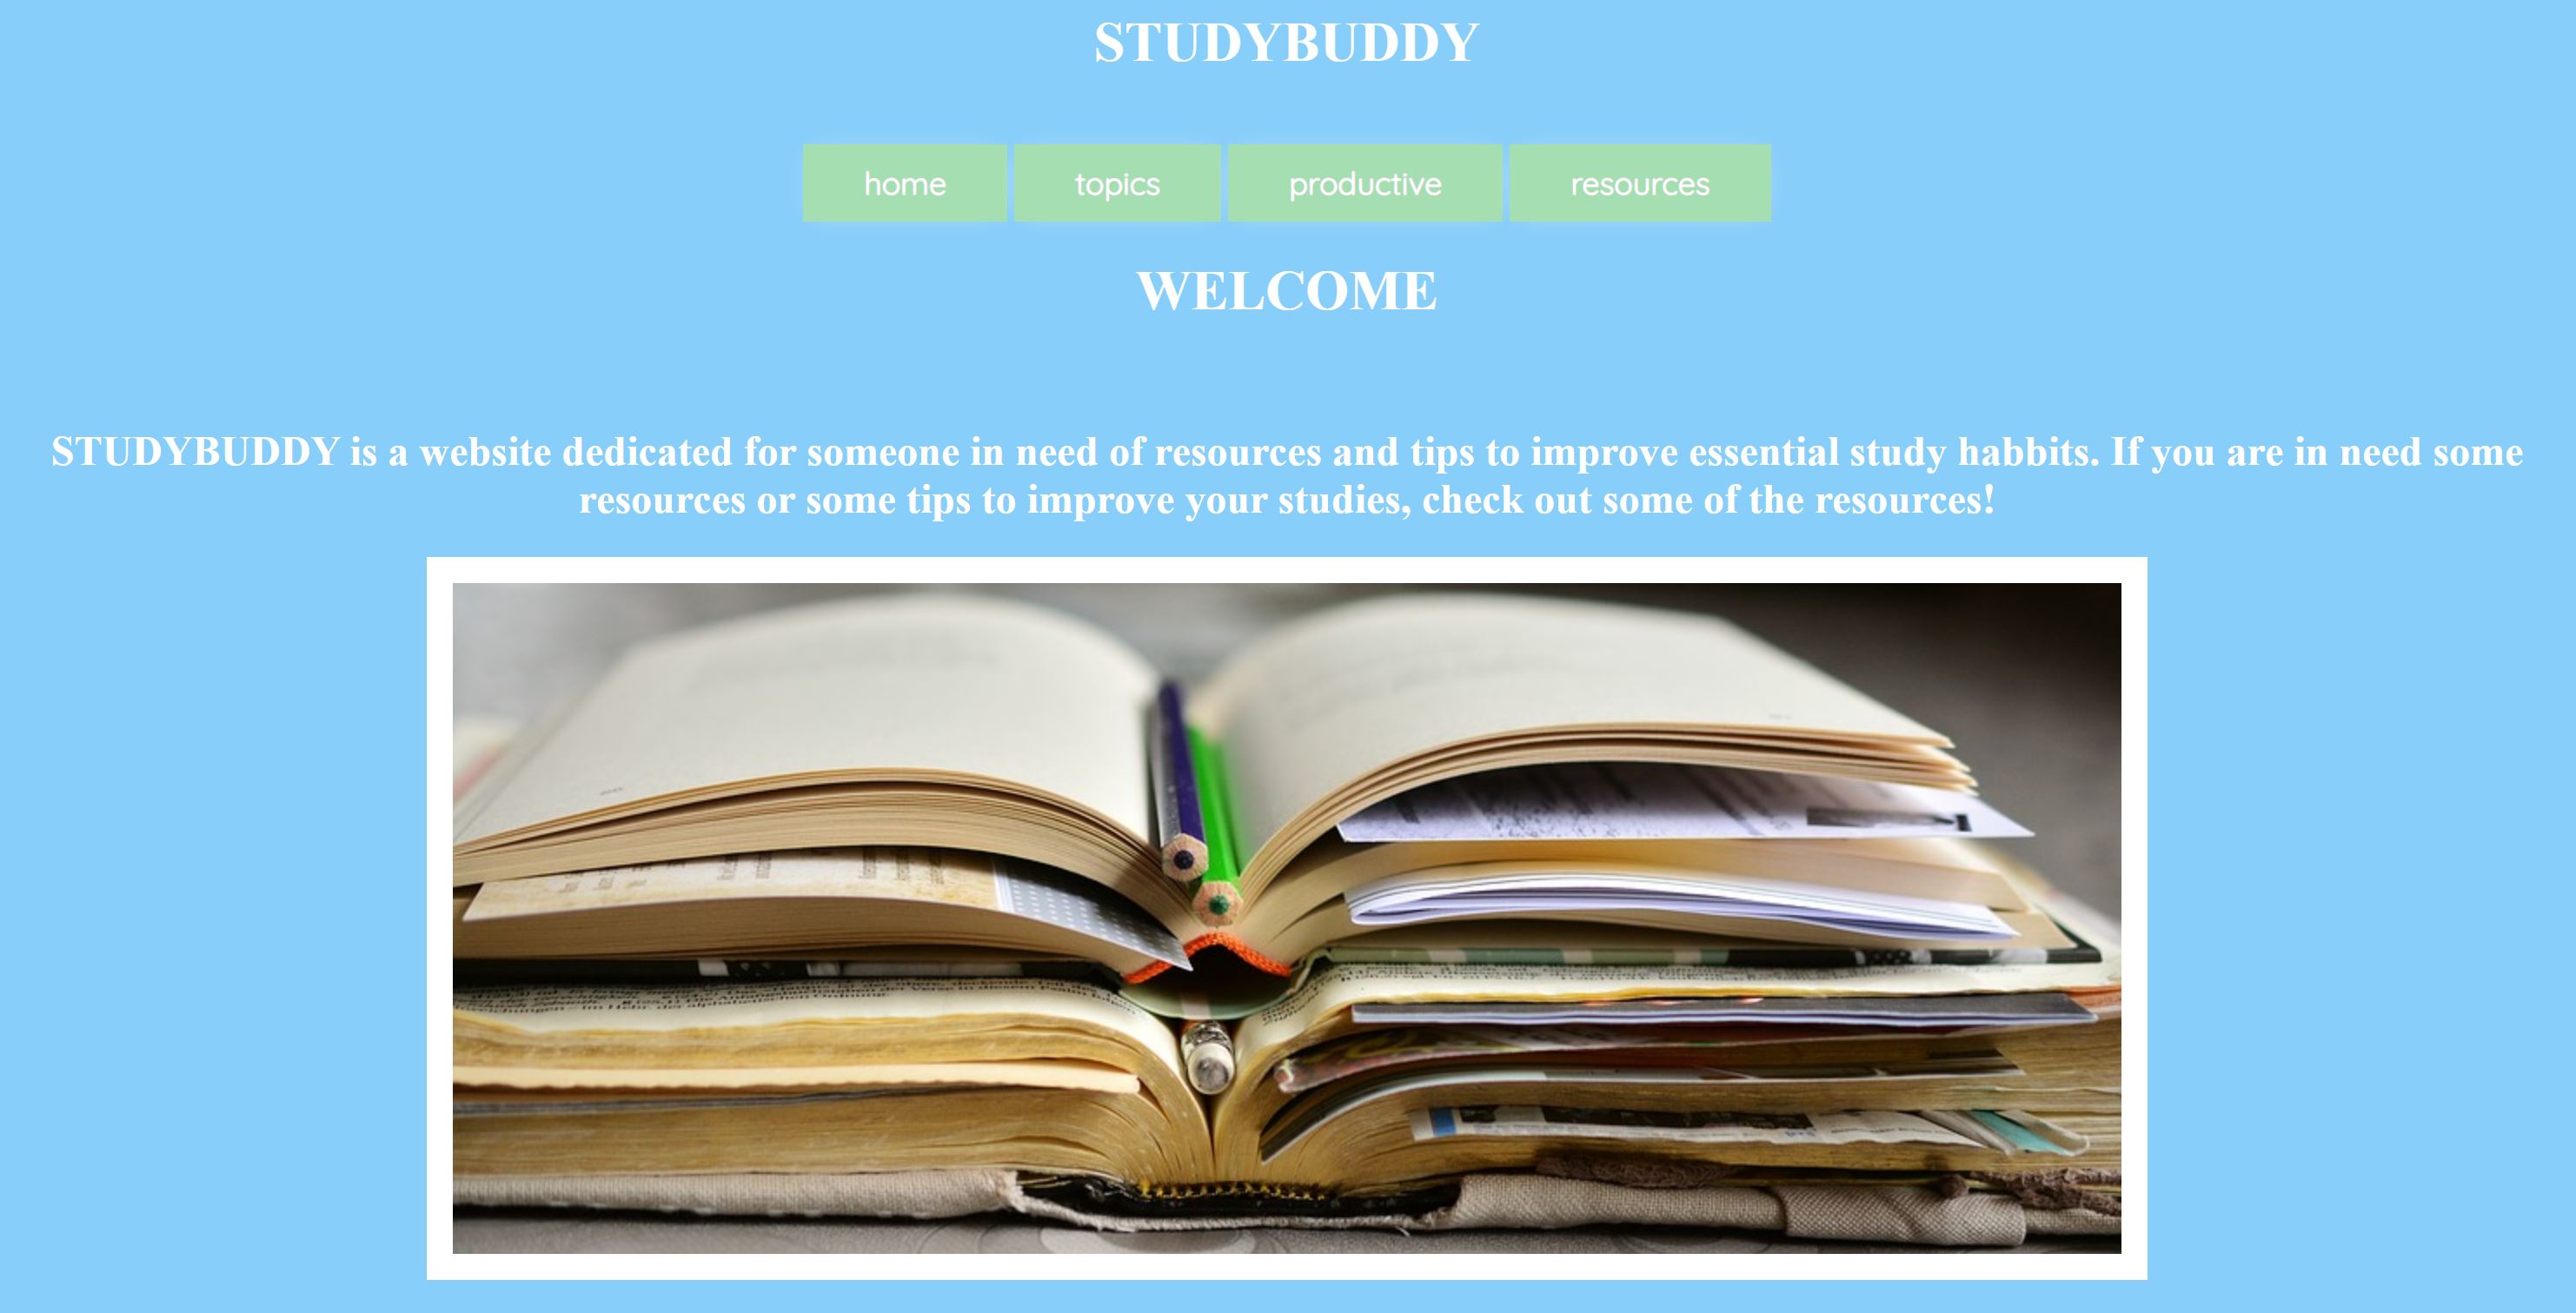 STUDYBUDDY
home topics productive resources
WELCOME
STUDYBUDDY is a website dedicated for someone in need of resources and tips to improve essential study habbits. If you are in need some
resources or some tips to improve your studies, check out some of the resources!